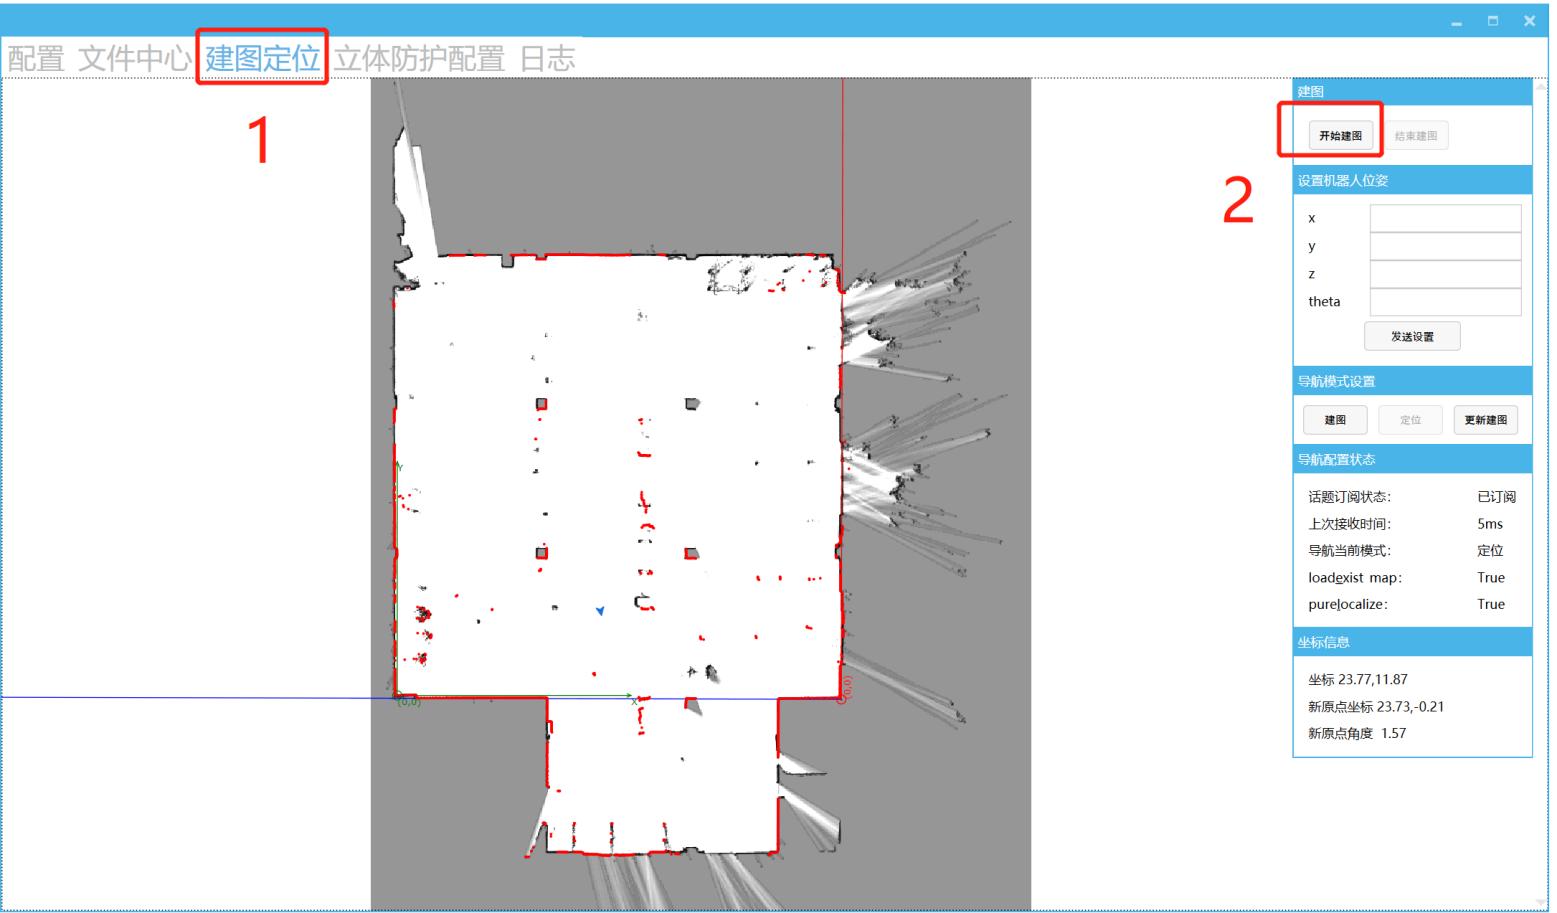 配置 文件中心 建图定位 立体防护配置 日志
1
建图
开始建图 结束建图
2
设置机器人位姿
x
y
z
theta
发送设置
导航模式设置
建图 定位 更新建图
导航配置状态
话题订阅状态: 已订阅
上次接收时间: 5ms
导航当前模式: 定位
loadexist map: True
purelocalize: True
坐标信息
坐标 23.77,11.87
新原点坐标 23.73,-0.21
新原点角度 1.57
Y
(0,0)
X
(0,0)